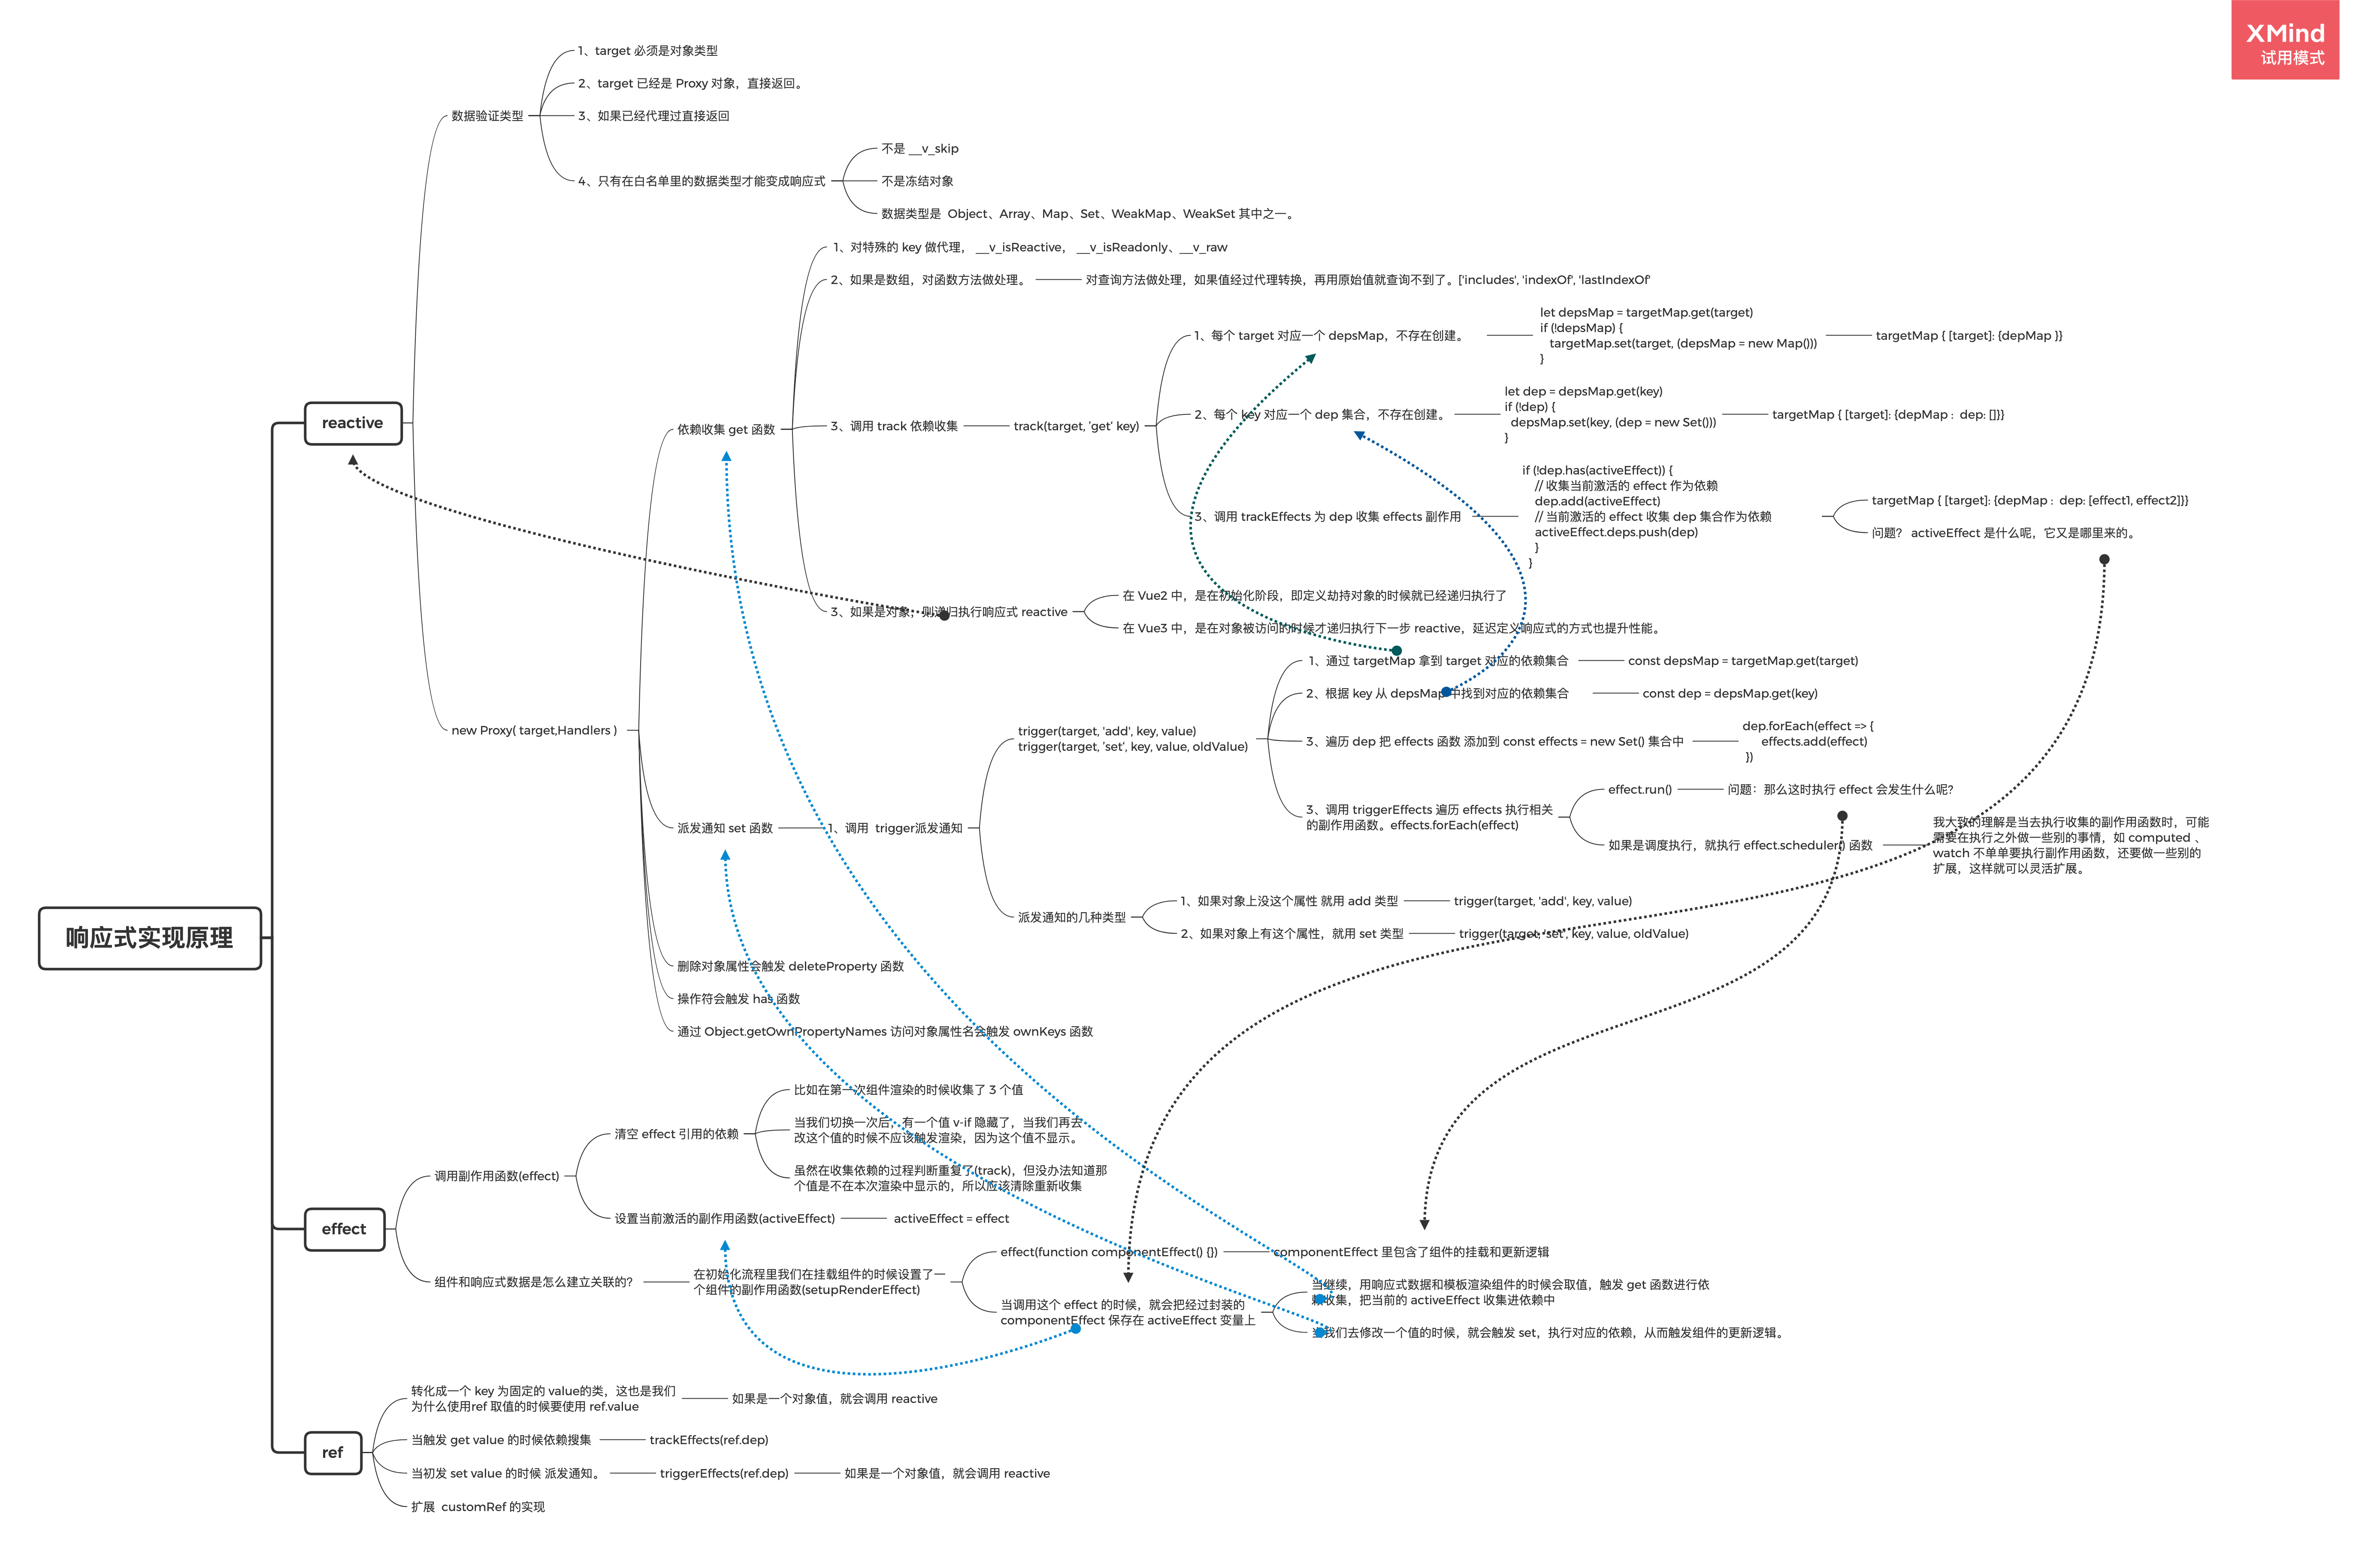 XMind
试用模式
响应式实现原理
reactive
数据验证类型
1、target 必须是对象类型
2、target 已经是 Proxy 对象，直接返回。
3、如果已经代理过直接返回
4、只有在白名单里的数据类型才能变成响应式
不是 __v_skip
不是冻结对象
数据类型是 Object、Array、Map、Set、WeakMap、WeakSet 其中之一。
new Proxy( target,Handlers )
依赖收集 get 函数
1、对特殊的 key 做代理， __v_isReactive， __v_isReadonly、__v_raw
2、如果是数组，对函数方法做处理。
对查询方法做处理，如果值经过代理转换，再用原始值就查询不到了。['includes', 'indexOf', 'lastIndexOf'
3、调用 track 依赖收集
track(target, 'get' key)
1、每个 target 对应一个 depsMap，不存在创建。
let depsMap = targetMap.get(target)
if (!depsMap) {
targetMap.set(target, (depsMap = new Map()))
}
targetMap { [target]: {depMap }}
2、每个 key 对应一个 dep 集合，不存在创建。
let dep = depsMap.get(key)
if (!dep) {
depsMap.set(key, (dep = new Set()))
}
targetMap { [target]: {depMap : dep: []}}
3、调用 trackEffects 为 dep 收集 effects 副作用
if (!dep.has(activeEffect)) {
// 收集当前激活的 effect 作为依赖
dep.add(activeEffect)
// 当前激活的 effect 收集 dep 集合作为依赖
activeEffect.deps.push(dep)
}
}
targetMap { [target]: {depMap : dep: [effect1, effect2]}}
问题？ activeEffect 是什么呢，它又是哪里来的。
3、如果是对象，则递归执行响应式 reactive
在 Vue2 中，是在初始化阶段，即定义劫持对象的时候就已经递归执行了
在 Vue3 中，是在对象被访问的时候才递归执行下一步 reactive，延迟定义响应式的方式也提升性能。
派发通知 set 函数
1、调用 trigger派发通知
trigger(target, 'add', key, value)
trigger(target, 'set', key, value, oldValue)
1、通过 targetMap 拿到 target 对应的依赖集合
const depsMap = targetMap.get(target)
2、根据 key 从 depsMap 中找到对应的依赖集合
const dep = depsMap.get(key)
3、遍历 dep 把 effects 函数 添加到 const effects = new Set() 集合中
dep.forEach(effect => {
effects.add(effect)
})
3、调用 triggerEffects 遍历 effects 执行相关
的副作用函数。effects.forEach(effect)
effect.run()
问题：那么这时执行 effect 会发生什么呢?
如果是调度执行，就执行 effect.scheduler() 函数
我大致的理解是当去执行收集的副作用函数时，可能
需要在执行之外做一些别的事情，如 computed 、
watch 不单单要执行副作用函数，还要做一些别的
扩展，这样就可以灵活扩展。
派发通知的几种类型
1、如果对象上没这个属性 就用 add 类型
trigger(target, 'add', key, value)
2、如果对象上有这个属性，就用 set 类型
trigger(target, 'set', key, value, oldValue)
删除对象属性会触发 deleteProperty 函数
操作符会触发 has 函数
通过 Object.getOwnPropertyNames 访问对象属性名会触发 ownKeys 函数
effect
调用副作用函数(effect)
清空 effect 引用的依赖
比如在第一次组件渲染的时候收集了 3 个值
当我们切换一次后，有一个值 v-if 隐藏了，当我们再去
改这个值的时候不应该触发渲染，因为这个值不显示。
虽然在收集依赖的过程判断重复了(track)，但没办法知道那
个值是不在本次渲染中显示的，所以应该清除重新收集
设置当前激活的副作用函数(activeEffect)
activeEffect = effect
组件和响应式数据是怎么建立关联的？
在初始化流程里我们在挂载组件的时候设置了一
个组件的副作用函数(setupRenderEffect)
effect(function componentEffect() {})
componentEffect 里包含了组件的挂载和更新逻辑
当调用这个 effect 的时候，就会把经过封装的
componentEffect 保存在 activeEffect 变量上
当继续，用响应式数据和模板渲染组件的时候会取值，触发 get 函数进行依
赖收集，把当前的 activeEffect 收集进依赖中
当我们去修改一个值的时候，就会触发 set，执行对应的依赖，从而触发组件的更新逻辑。
ref
转化成一个 key 为固定的 value的类，这也是我们
为什么使用ref 取值的时候要使用 ref.value
如果是一个对象值，就会调用 reactive
当触发 get value 的时候依赖搜集
trackEffects(ref.dep)
当初发 set value 的时候 派发通知。
triggerEffects(ref.dep)
如果是一个对象值，就会调用 reactive
扩展 customRef 的实现